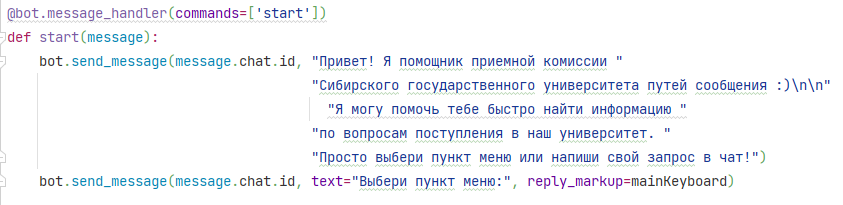 @bot.message_handler(commands=['start'])
def start(message):
    bot.send_message(message.chat.id, "Привет! Я помощник приемной комиссии "
                                      "Сибирского государственного университета путей сообщения :)\n\n"
                                        "Я могу помочь тебе быстро найти информацию "
                                      "по вопросам поступления в наш университет. "
                                      "Просто выбери пункт меню или напиши свой запрос в чат!")
    bot.send_message(message.chat.id, text="Выбери пункт меню:", reply_markup=mainKeyboard)